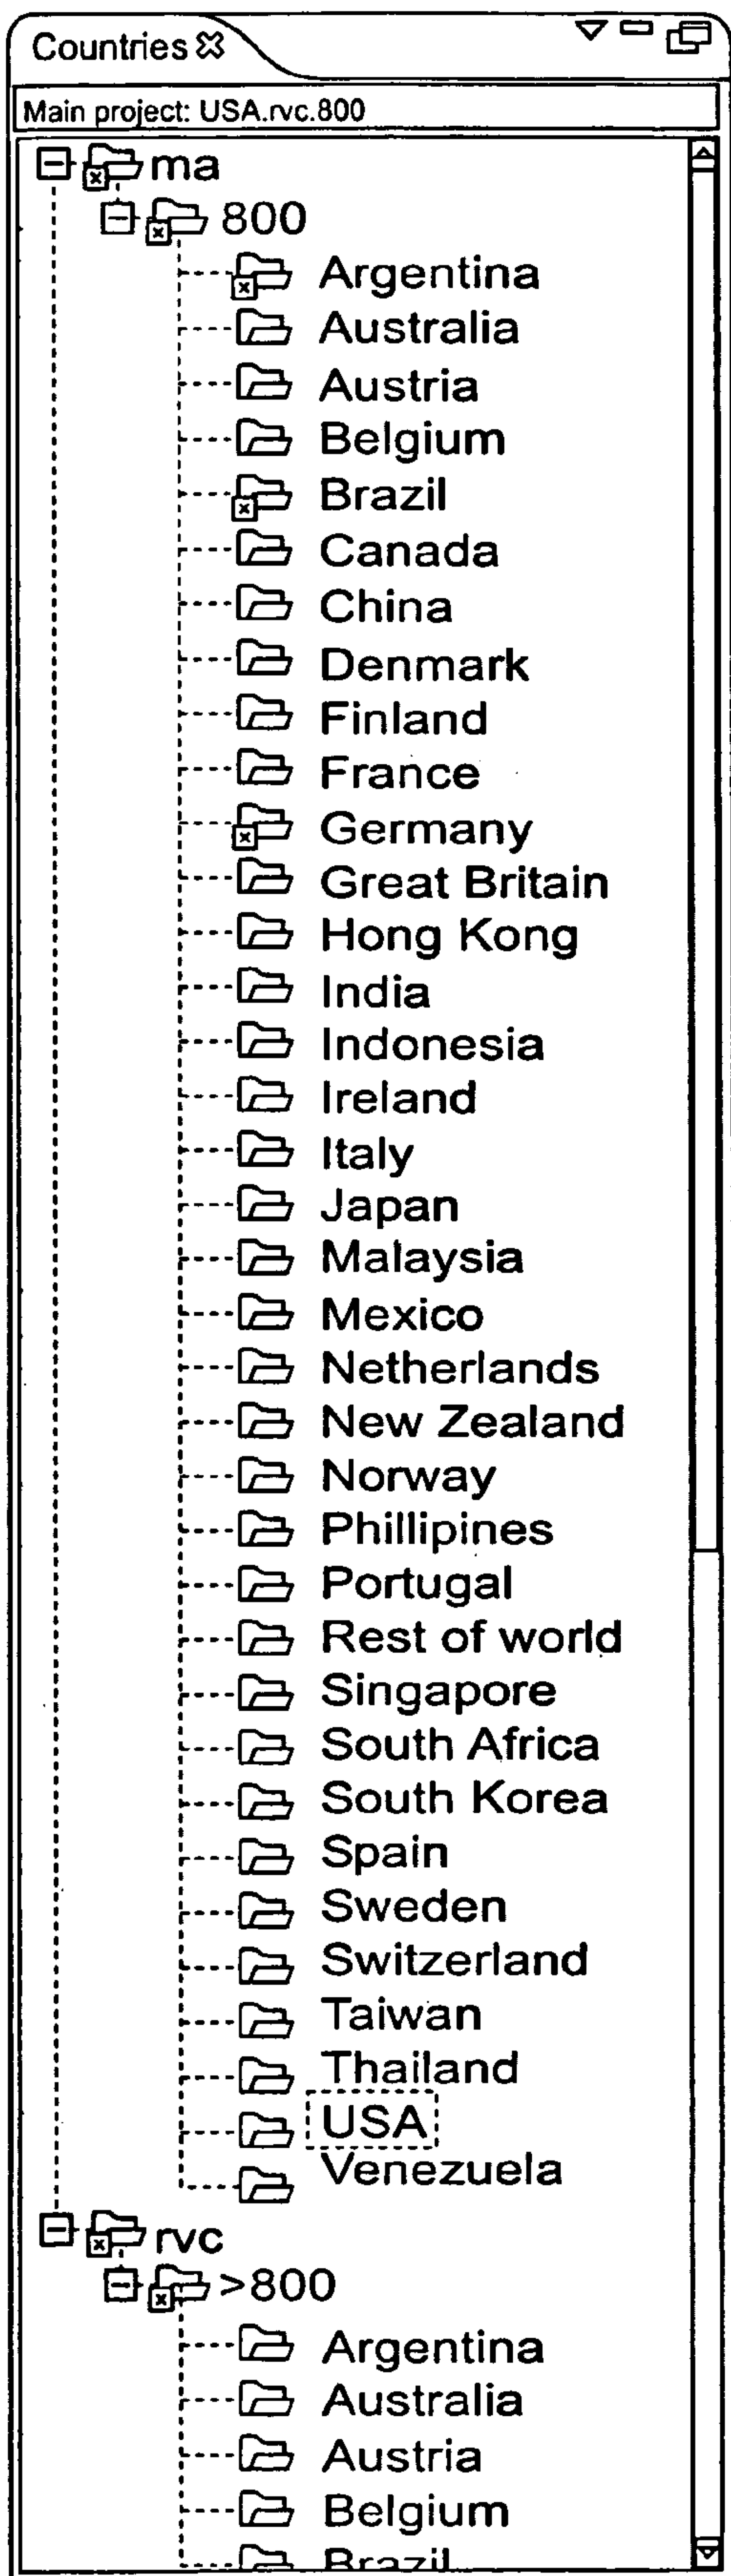 Countries
Main project: USA.rvc.800
ma
800
Argentina
Australia
Austria
Belgium
Brazil
Canada
China
Denmark
Finland
France
Germany
Great Britain
Hong Kong
India
Indonesia
Ireland
Italy
Japan
Malaysia
Mexico
Netherlands
New Zealand
Norway
Phillipines
Portugal
Rest of world
Singapore
South Africa
South Korea
Spain
Sweden
Switzerland
Taiwan
Thailand
USA
Venezuela
rvc
>800
Argentina
Australia
Austria
Belgium
Brazil